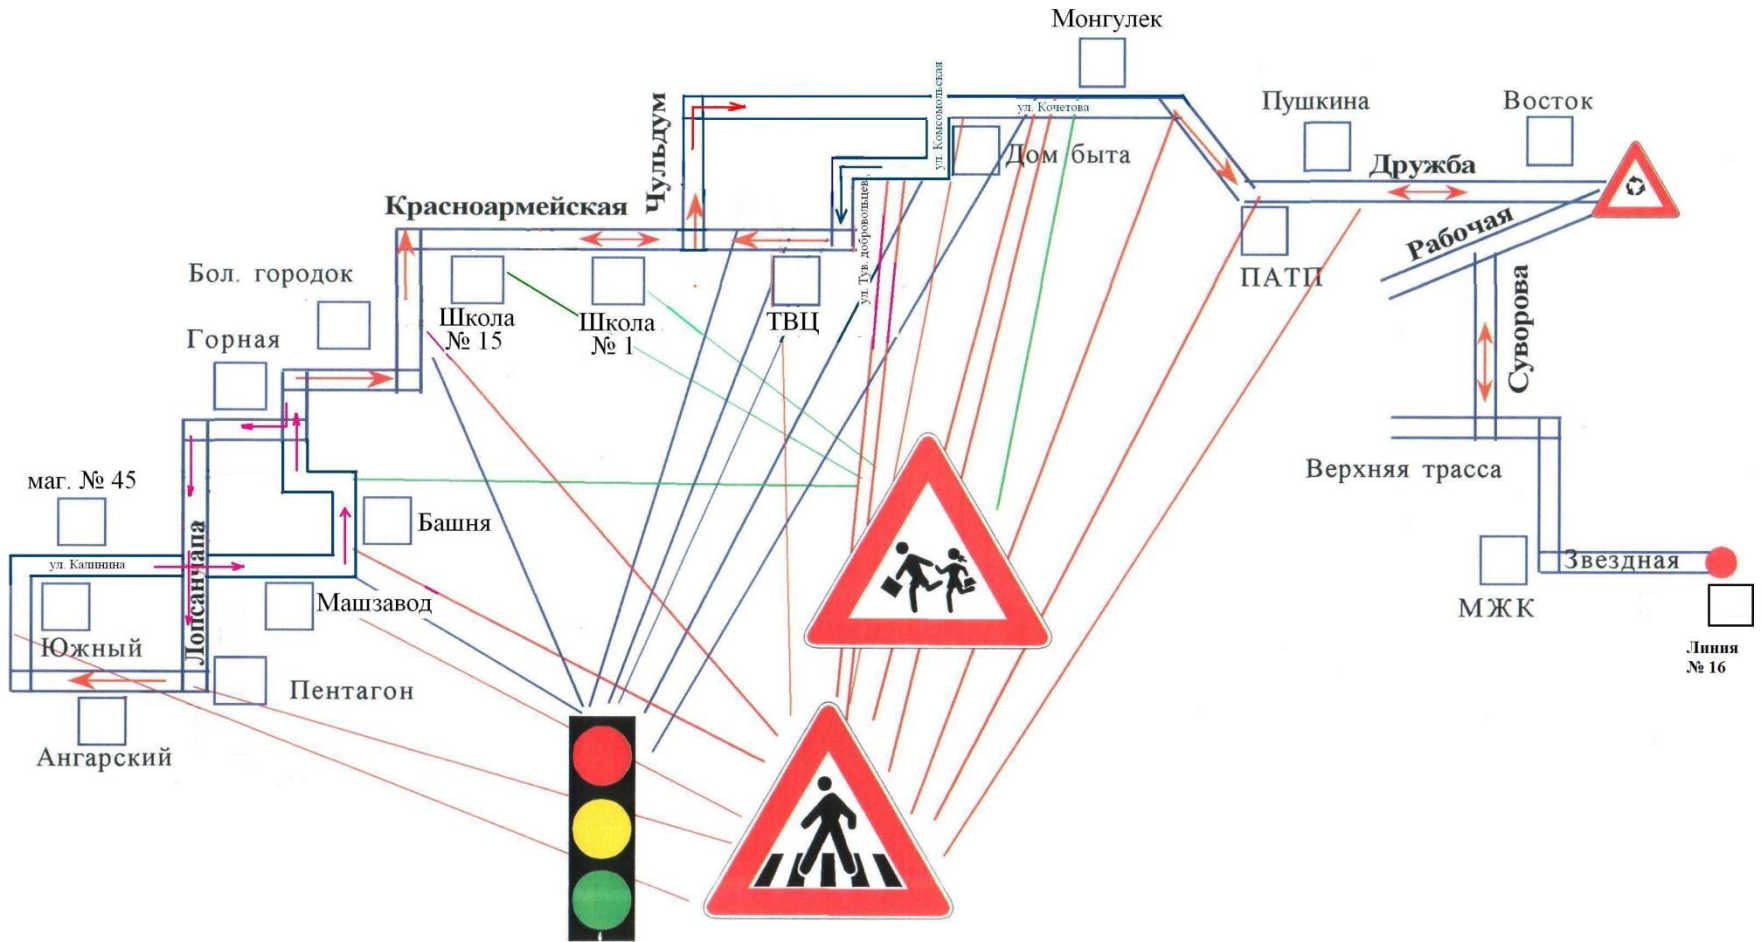 Монгулек
Чульдум
ул. Комсомольская
ул. Кочетова
Пушкина
Восток
Дом быта
Дружба
Красноармейская
ул. Тув. добровольцев
Рабочая
Бол. городок
ПАТП
Школа
№ 15
Школа
№ 1
ТВЦ
Суворова
Горная
Верхняя трасса
маг. № 45
Башня
Лопсанчапа
ул. Калинина
Звездная
МЖК
Машзавод
Южный
Линия
№ 16
Пентагон
Ангарский